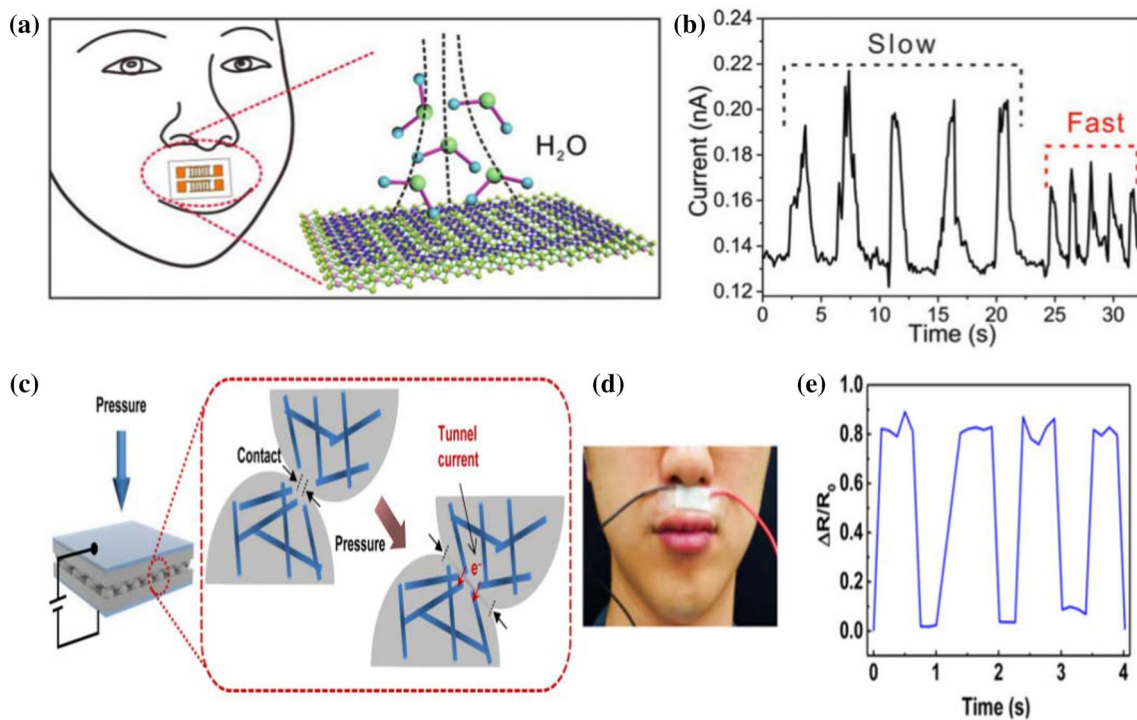 (a)
H₂O
(b)
Slow
Fast
Current (nA)
0.24
0.22
0.20
0.18
0.16
0.14
0.12
0 5 10 15 20 25 30
Time (s)
(c)
Pressure
Contact
Pressure
Tunnel
current
e⁻
(d)
(e)
ΔR/R₀
1.0
0.8
0.6
0.4
0.2
0.0
0 1 2 3 4
Time (s)